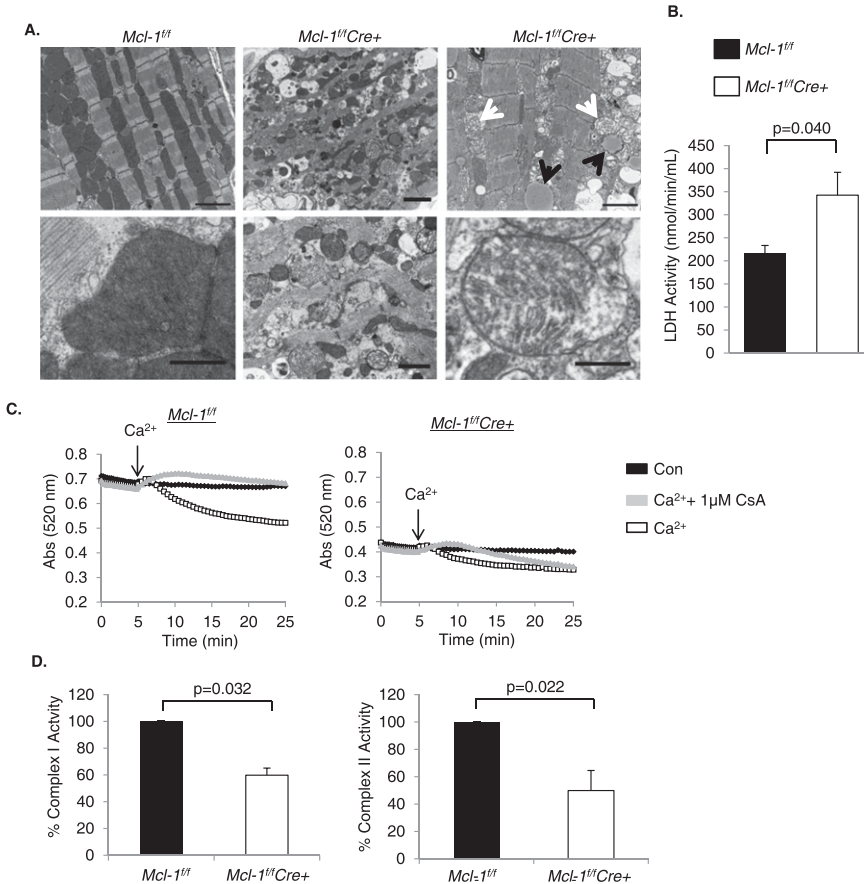 A.
Mcl-1f/f
Mcl-1f/fCre+
Mcl-1f/fCre+
B.
Mcl-1f/f
Mcl-1f/fCre+
p=0.040
LDH Activity (nmol/min/mL)
450
400
350
300
250
200
150
100
50
0
C.
Mcl-1f/f
Ca2+
Abs (520 nm)
0.8
0.7
0.6
0.5
0.4
0.3
0.2
0 5 10 15 20 25
Time (min)
Mcl-1f/fCre+
Ca2+
Abs (520 nm)
0.8
0.7
0.6
0.5
0.4
0.3
0.2
0 5 10 15 20 25
Time (min)
Con
Ca2++ 1µM CsA
Ca2+
D.
p=0.032
% Complex I Actvity
120
100
80
60
40
20
0
Mcl-1f/f Mcl-1f/fCre+
p=0.022
% Complex II Activity
120
100
80
60
40
20
0
Mcl-1f/f Mcl-1f/fCre+